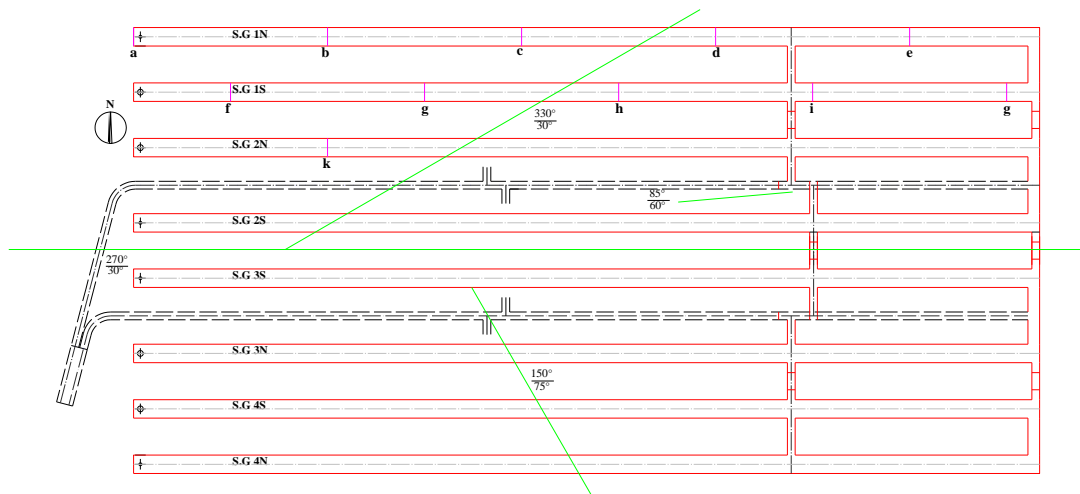 S.G 1N
a b c d e
S.G 1S
N
f g h i g
330°
30°
S.G 2N
k
85°
60°
S.G 2S
270°
30°
S.G 3S
S.G 3N
150°
75°
S.G 4S
S.G 4N